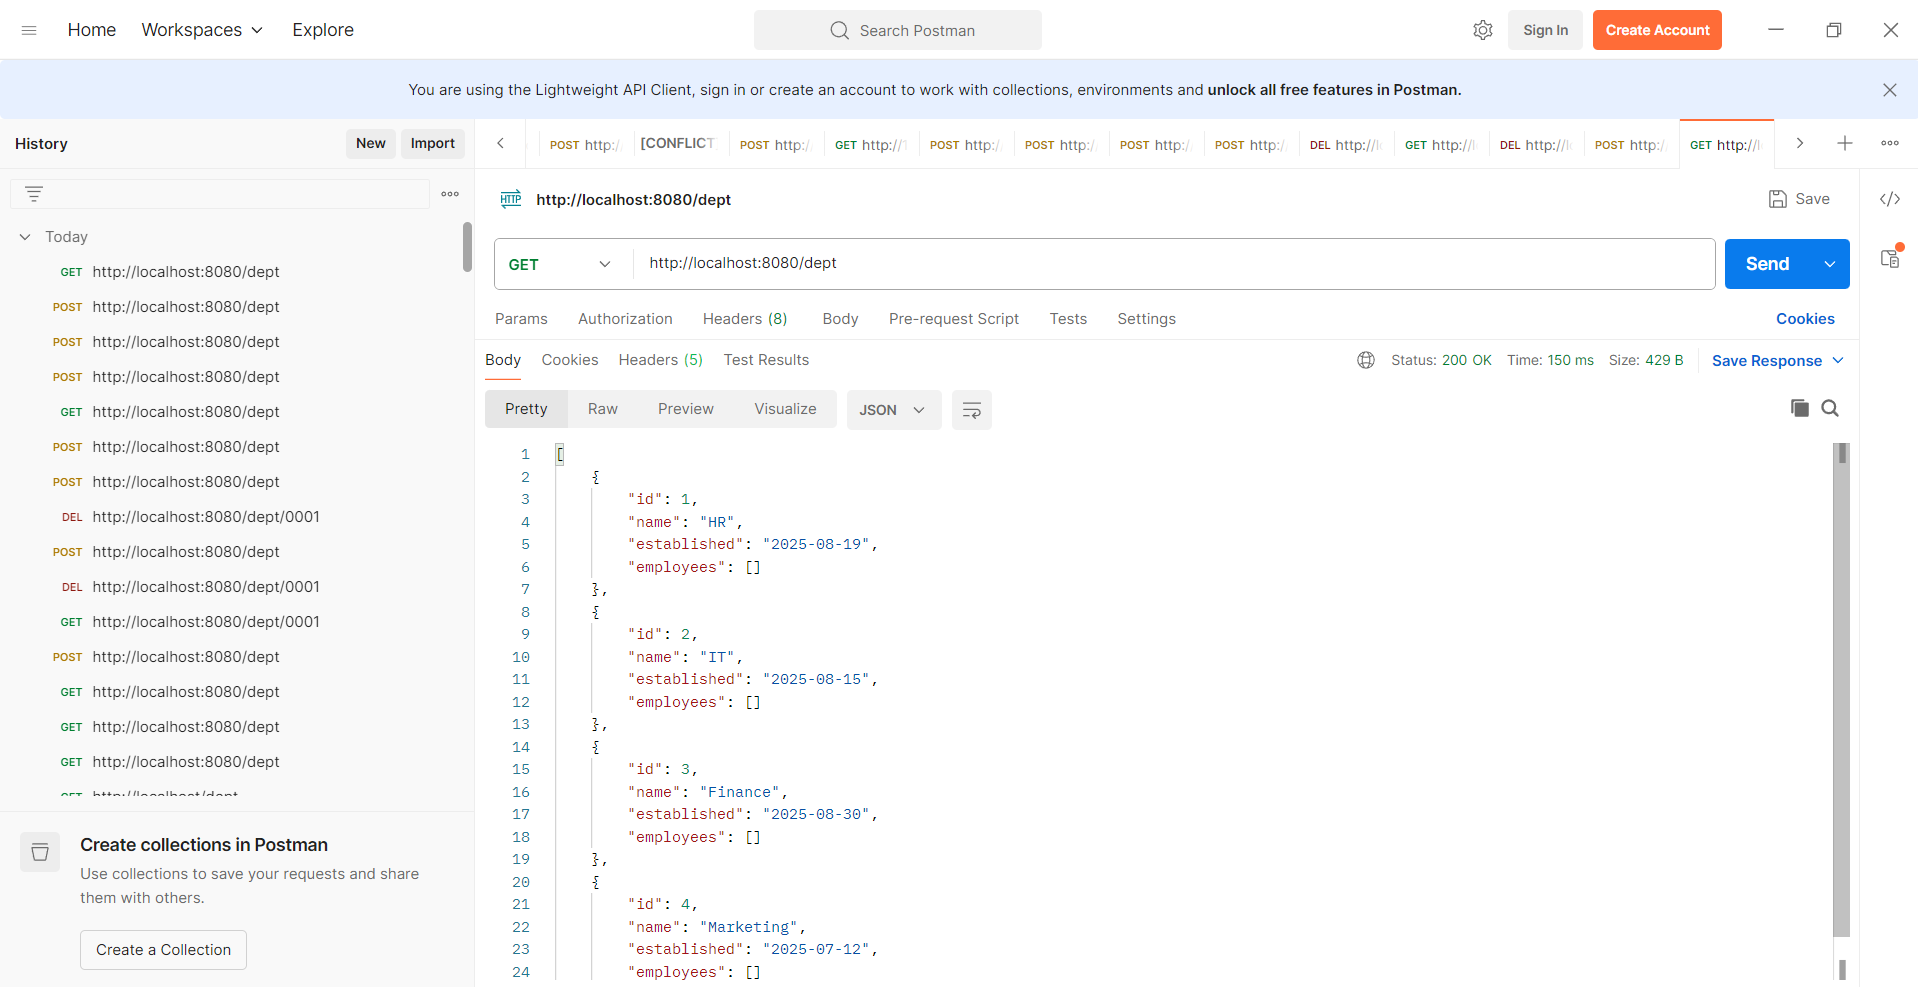 Home Workspaces Explore Search Postman Sign In Create Account
You are using the Lightweight API Client, sign in or create an account to work with collections, environments and unlock all free features in Postman.
History New Import
POST http:/ [CONFLICT POST http:/ GET http:// POST http:/ POST http:/ POST http:/ POST http:/ DEL http://l GET http://l DEL http://l POST http:/ GET http://l
Today
GET http://localhost:8080/dept
POST http://localhost:8080/dept
POST http://localhost:8080/dept
POST http://localhost:8080/dept
GET http://localhost:8080/dept
POST http://localhost:8080/dept
POST http://localhost:8080/dept
DEL http://localhost:8080/dept/0001
POST http://localhost:8080/dept
DEL http://localhost:8080/dept/0001
GET http://localhost:8080/dept/0001
POST http://localhost:8080/dept
GET http://localhost:8080/dept
GET http://localhost:8080/dept
GET http://localhost:8080/dept
GET http://localhost/dept
Create collections in Postman
Use collections to save your requests and share
them with others.
Create a Collection
HTTP http://localhost:8080/dept Save
GET http://localhost:8080/dept Send
Params Authorization Headers (8) Body Pre-request Script Tests Settings Cookies
Body Cookies Headers (5) Test Results Status: 200 OK Time: 150 ms Size: 429 B Save Response
Pretty Raw Preview Visualize JSON
1 [
2 {
3 "id": 1,
4 "name": "HR",
5 "established": "2025-08-19",
6 "employees": []
7 },
8 {
9 "id": 2,
10 "name": "IT",
11 "established": "2025-08-15",
12 "employees": []
13 },
14 {
15 "id": 3,
16 "name": "Finance",
17 "established": "2025-08-30",
18 "employees": []
19 },
20 {
21 "id": 4,
22 "name": "Marketing",
23 "established": "2025-07-12",
24 "employees": []